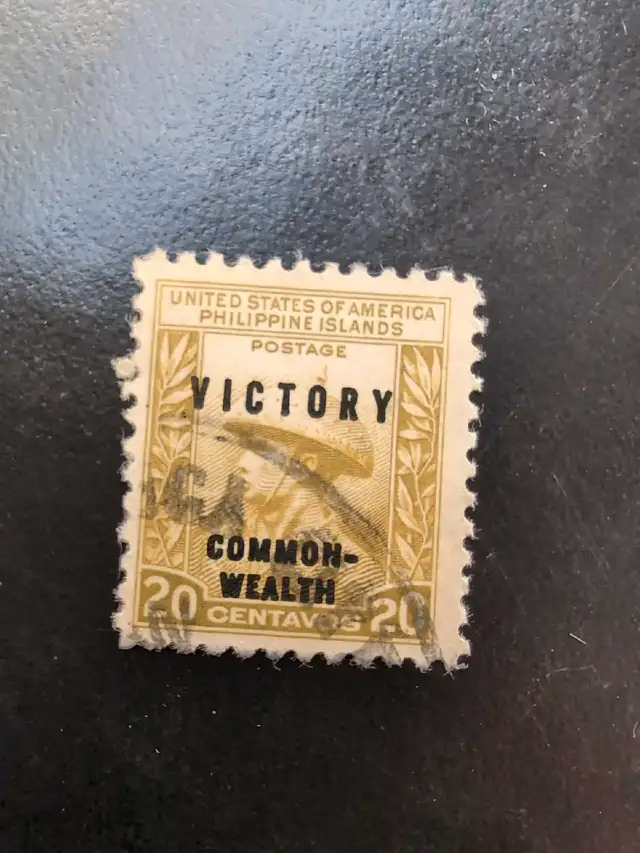 UNITED STATES OF AMERICA
PHILIPPINE ISLANDS
POSTAGE
VICTORY
COMMON-
WEALTH
20 CENTAVOS 20